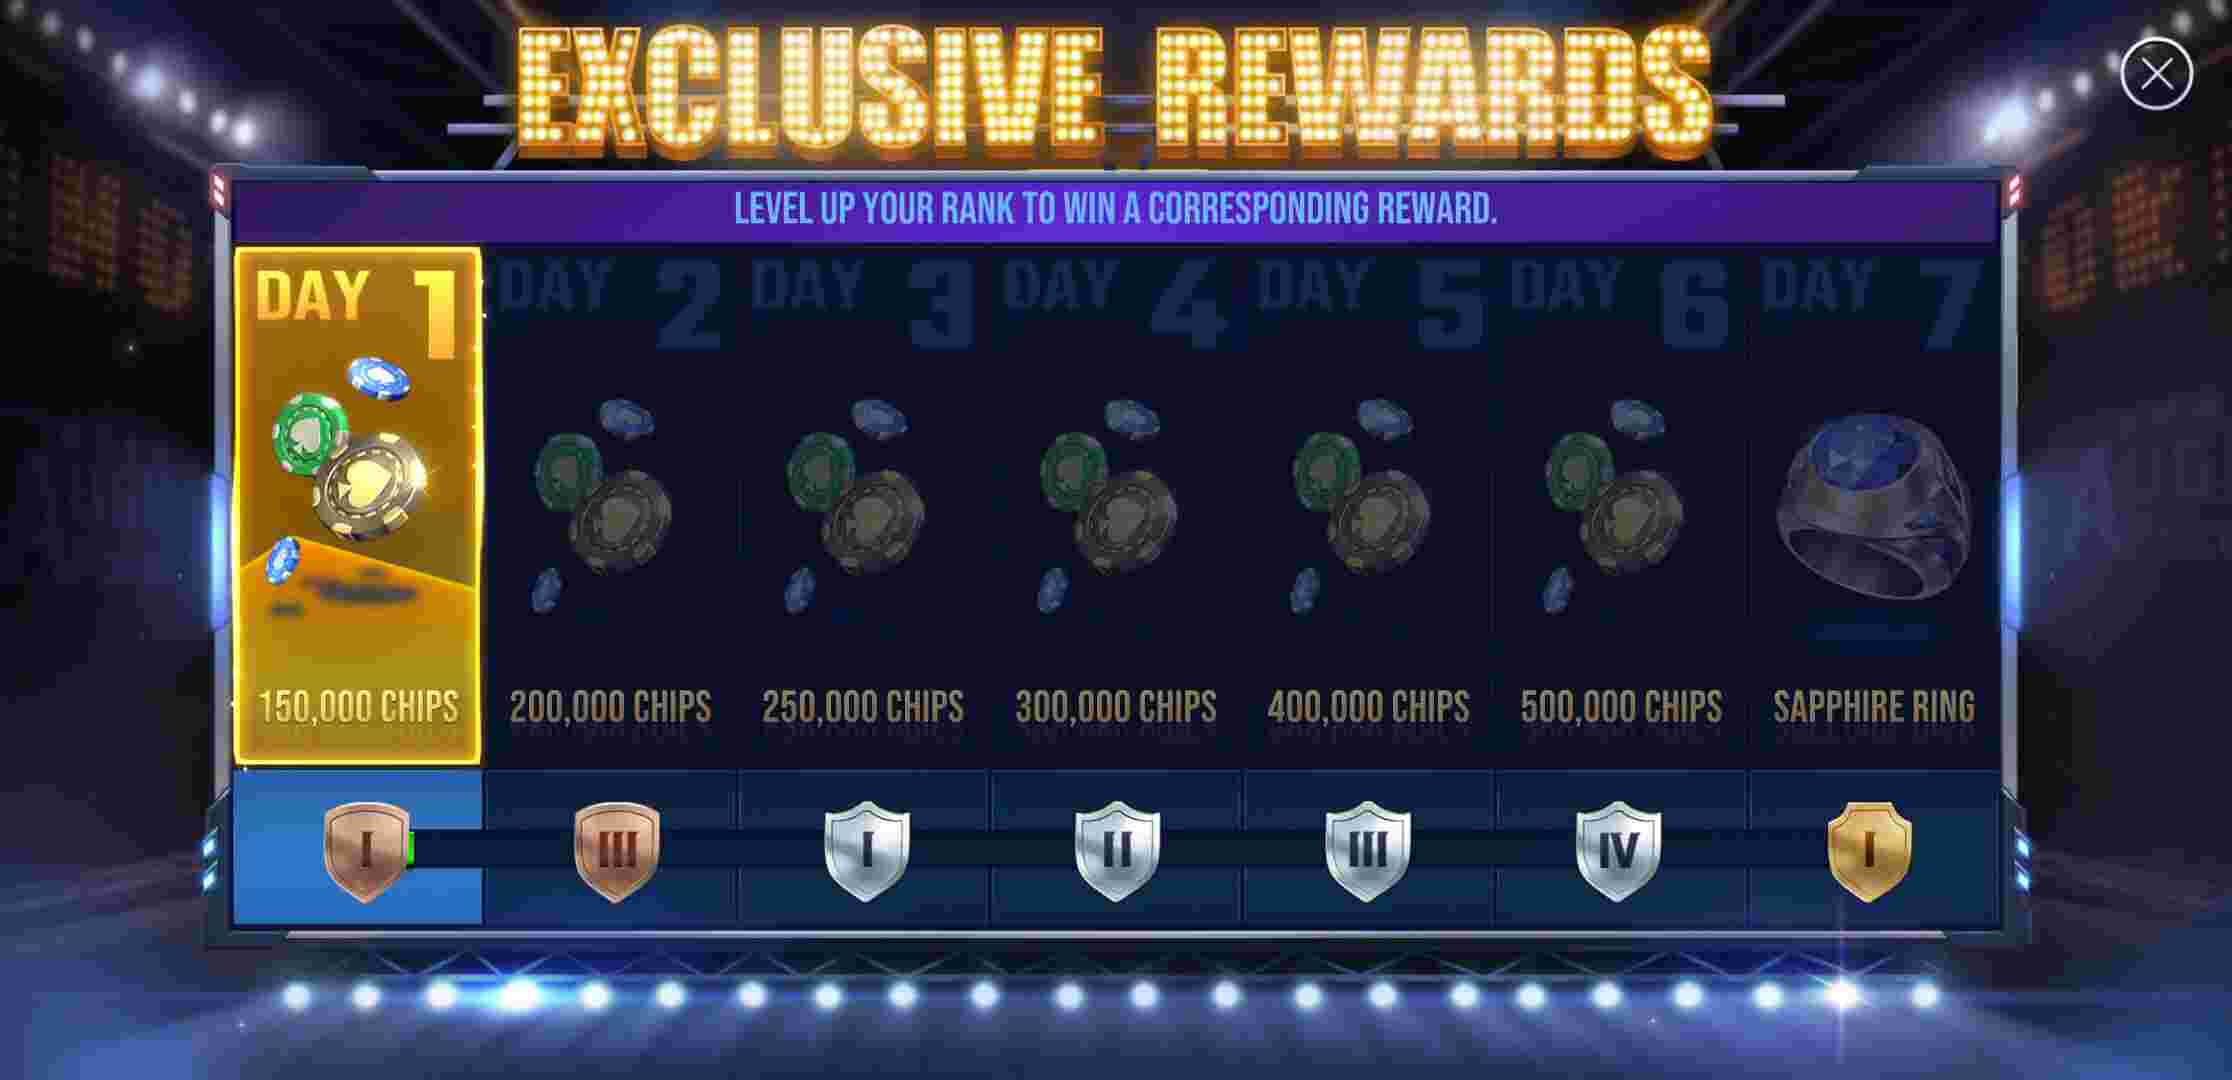 EXCLUSIVE REWARDS
LEVEL UP YOUR RANK TO WIN A CORRESPONDING REWARD.
DAY 1
DAY 2
DAY 3
DAY 4
DAY 5
DAY 6
DAY 7
150,000 CHIPS
200,000 CHIPS
250,000 CHIPS
300,000 CHIPS
400,000 CHIPS
500,000 CHIPS
SAPPHIRE RING
I
III
I
II
III
IV
I